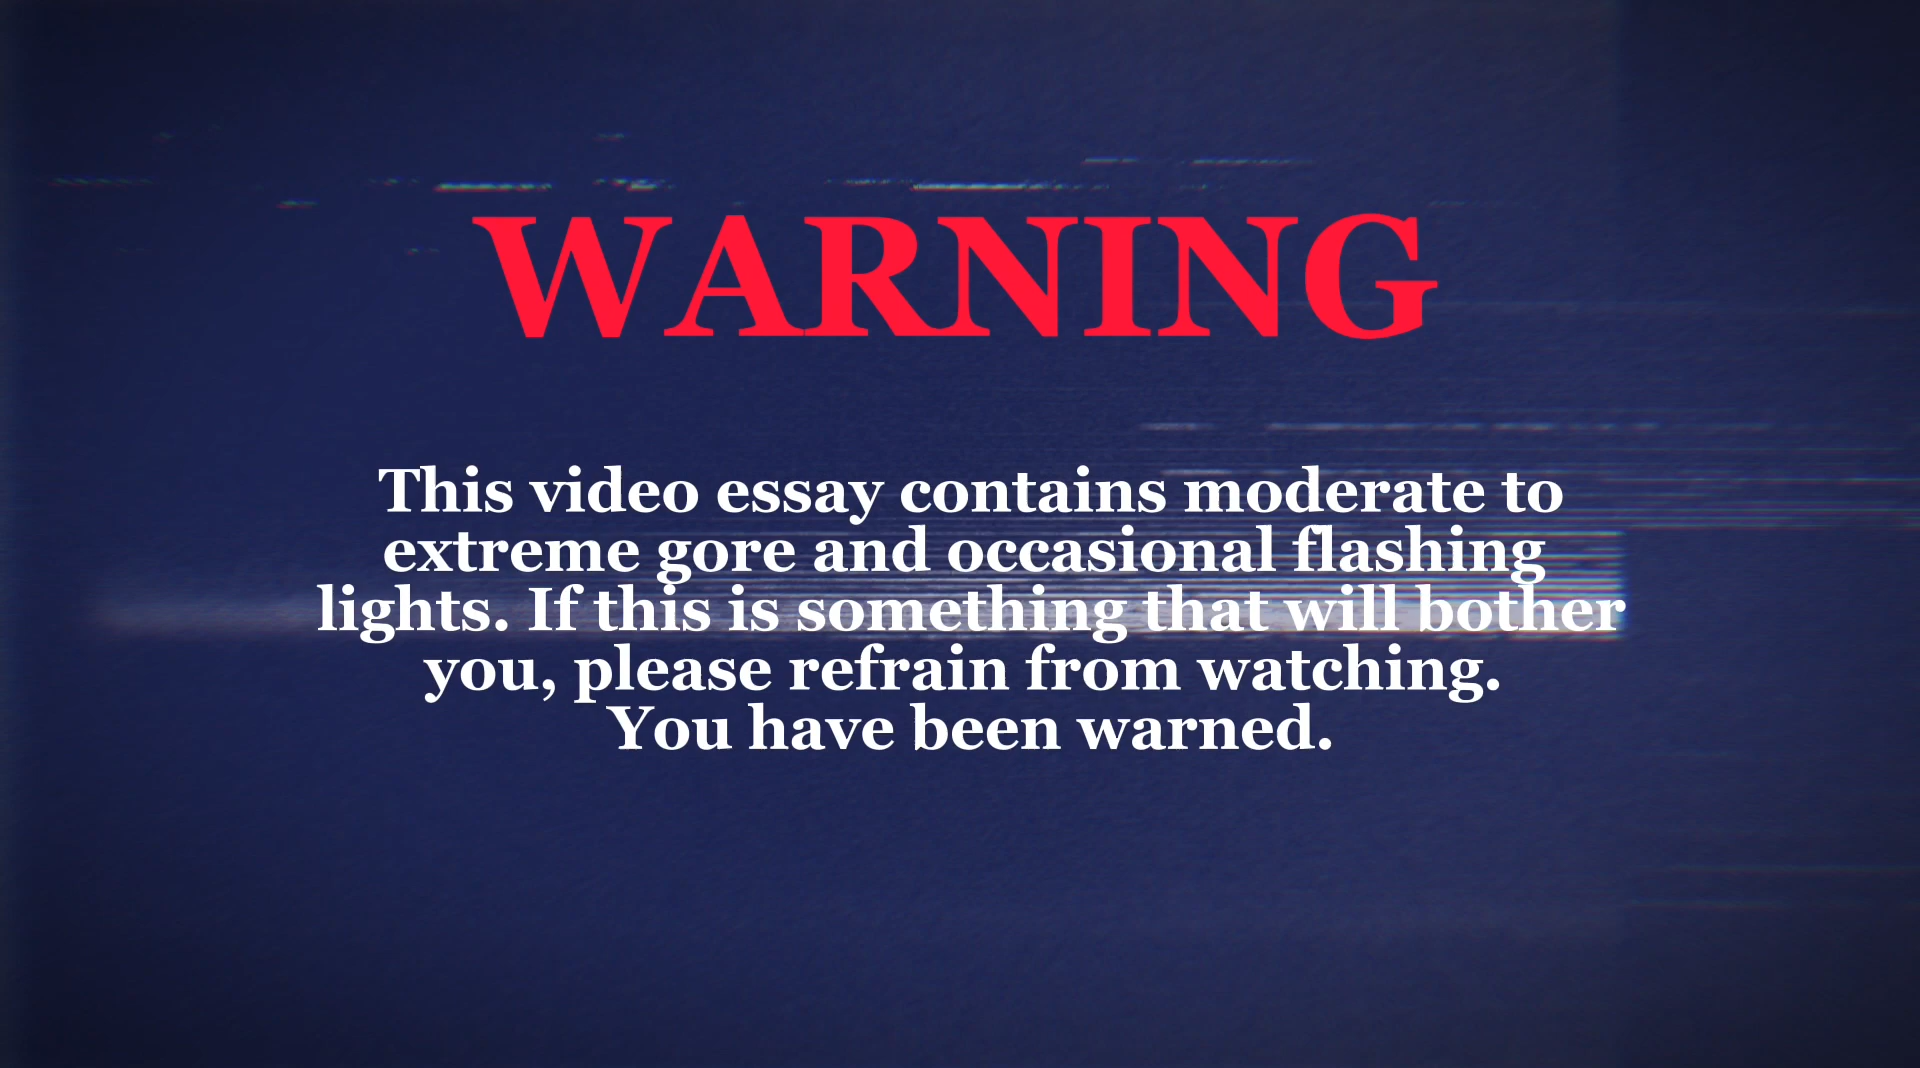 WARNING
This video essay contains moderate to
extreme gore and occasional flashing
lights. If this is something that will bother
you, please refrain from watching.
You have been warned.